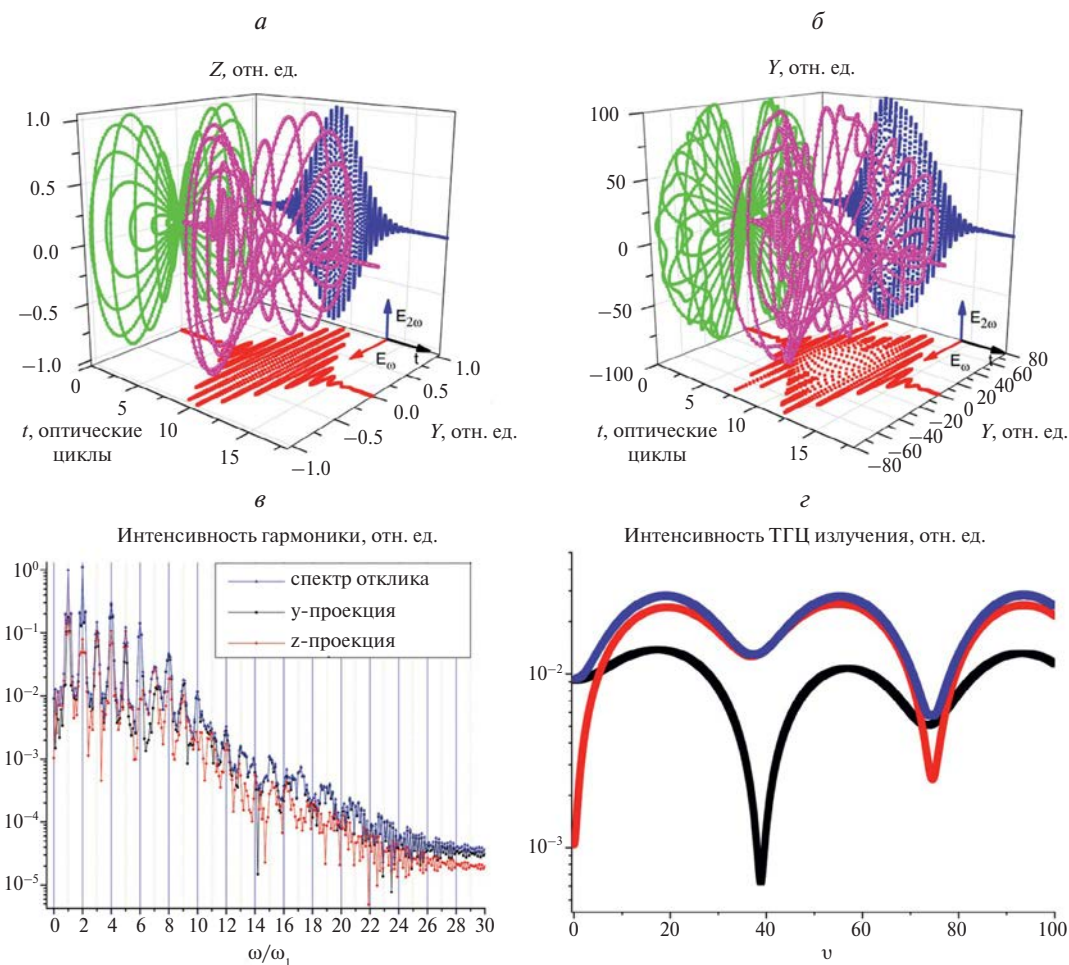 а
Z, отн. ед.
1.0
0.5
0.0
−0.5
−1.0
0
5
10
15
t, оптические
циклы
E2ω
Eω
t
1.0
0.5
0.0
−0.5
−1.0
Y, отн. ед.
б
Y, отн. ед.
100
50
0
−50
−100
0
5
10
15
t, оптические
циклы
E2ω
Eω
t
80
60
40
20
0
−20
−40
−60
−80
Y, отн. ед.
в
Интенсивность гармоники, отн. ед.
10⁰
10⁻¹
10⁻²
10⁻³
10⁻⁴
10⁻⁵
спектр отклика
y-проекция
z-проекция
0 2 4 6 8 10 12 14 16 18 20 22 24 26 28 30
ω/ω₁
г
Интенсивность ТГЦ излучения, отн. ед.
10⁻²
10⁻³
0 20 40 60 80 100
υ